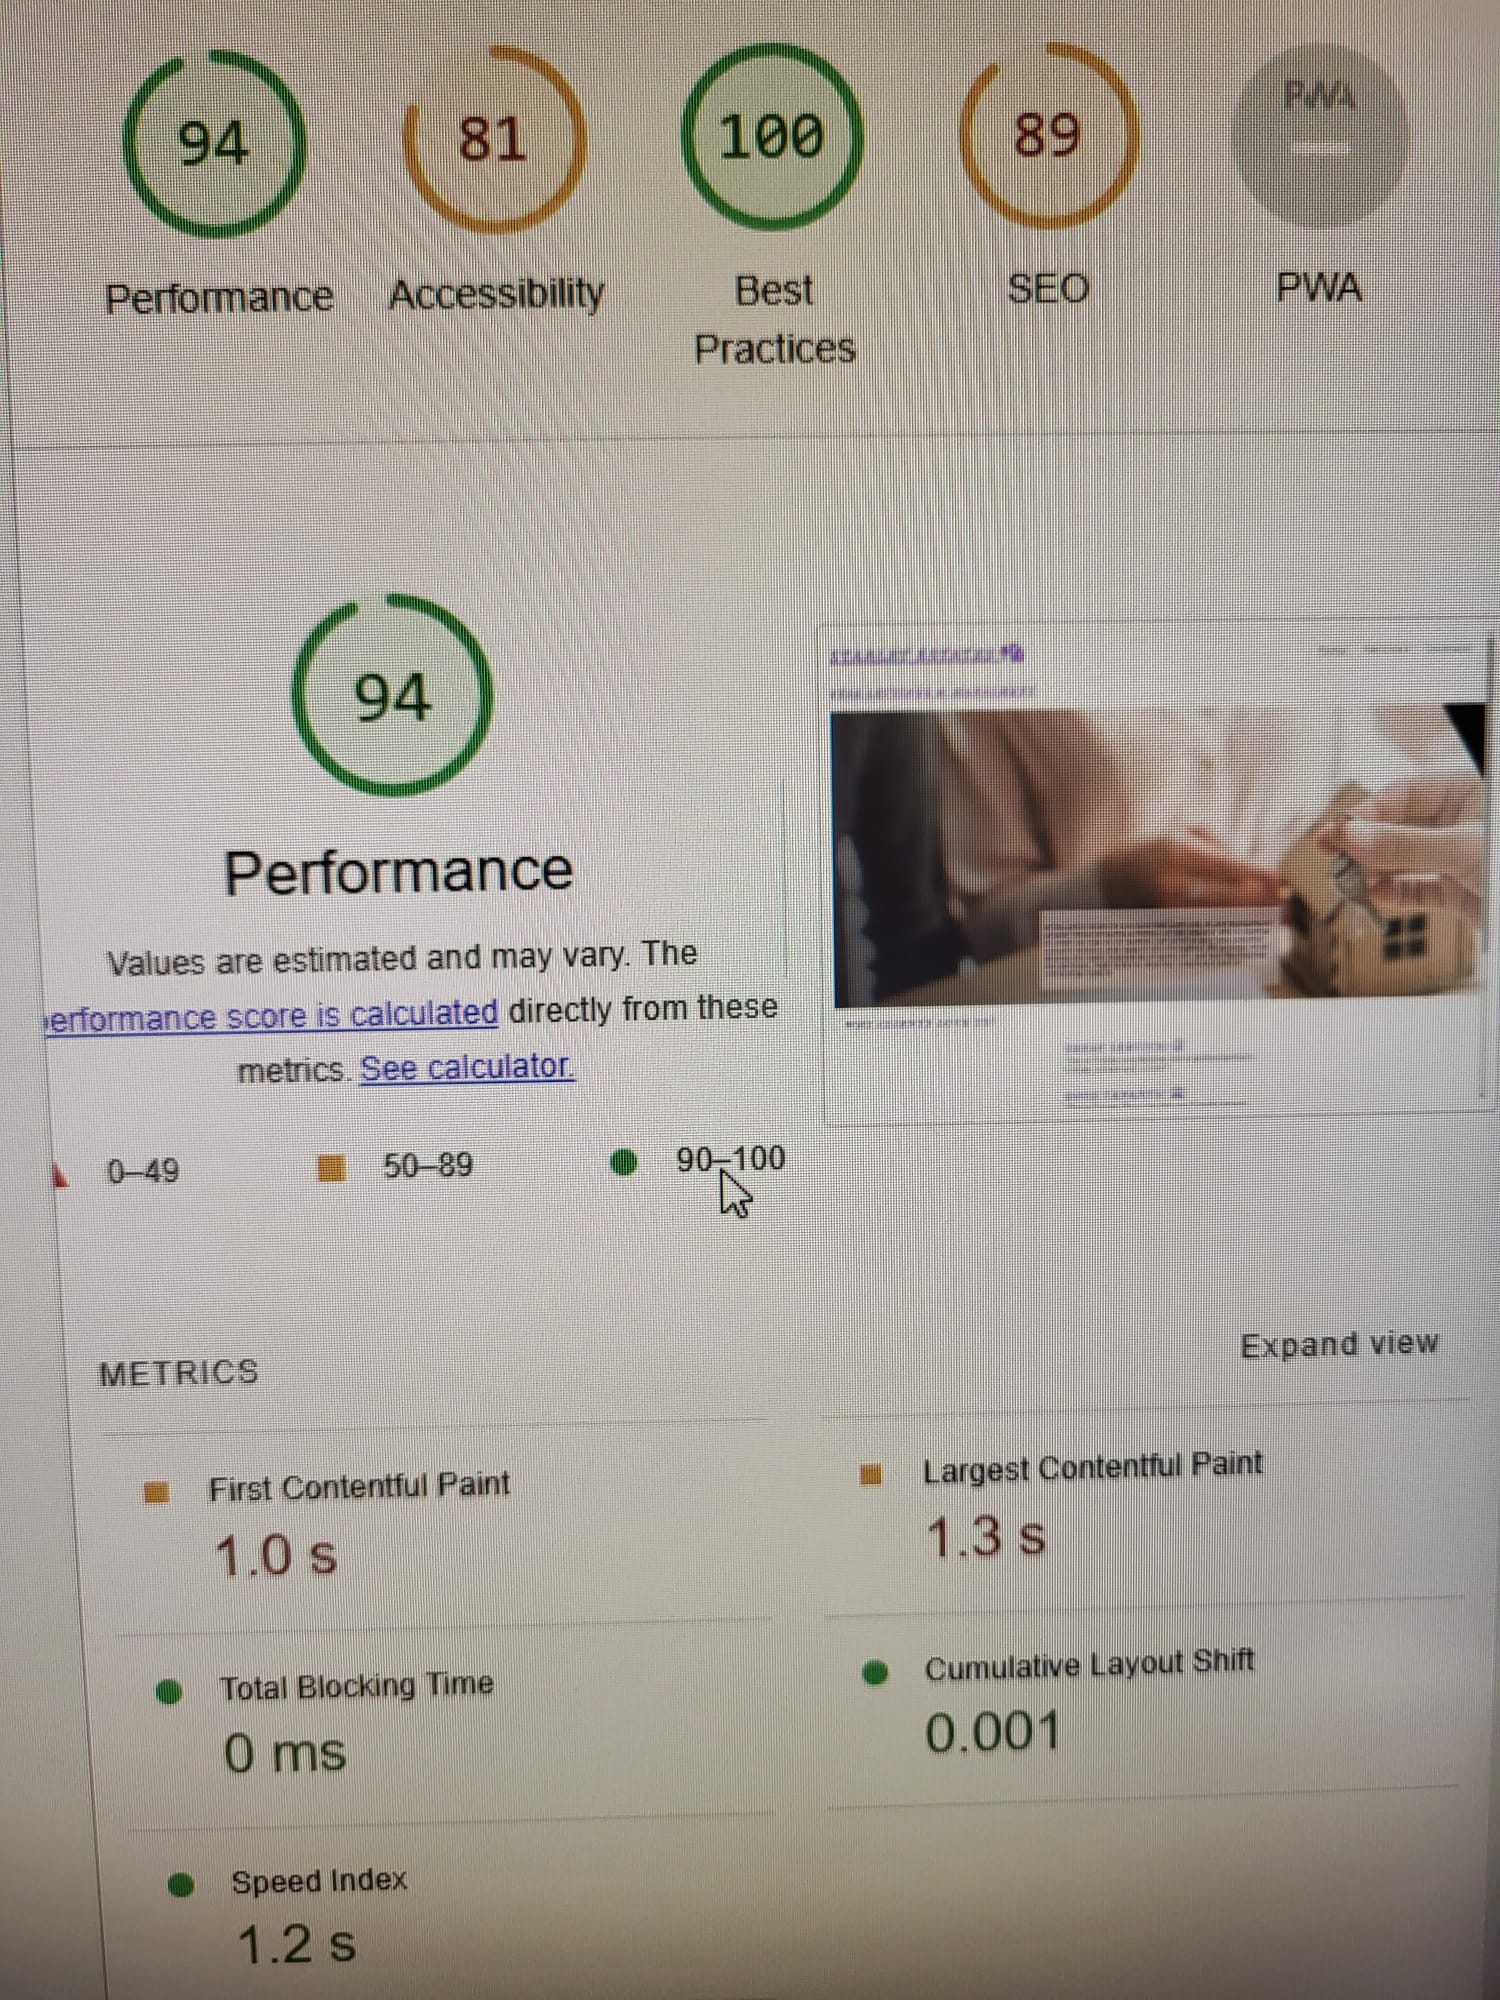 94
81
100
89
PWA
Performance
Accessibility
Best
Practices
SEO
PWA
94
Performance
Values are estimated and may vary. The
performance score is calculated directly from these
metrics. See calculator.
0–49
50–89
90–100
METRICS
Expand view
First Contentful Paint
1.0 s
Largest Contentful Paint
1.3 s
Total Blocking Time
0 ms
Cumulative Layout Shift
0.001
Speed Index
1.2 s